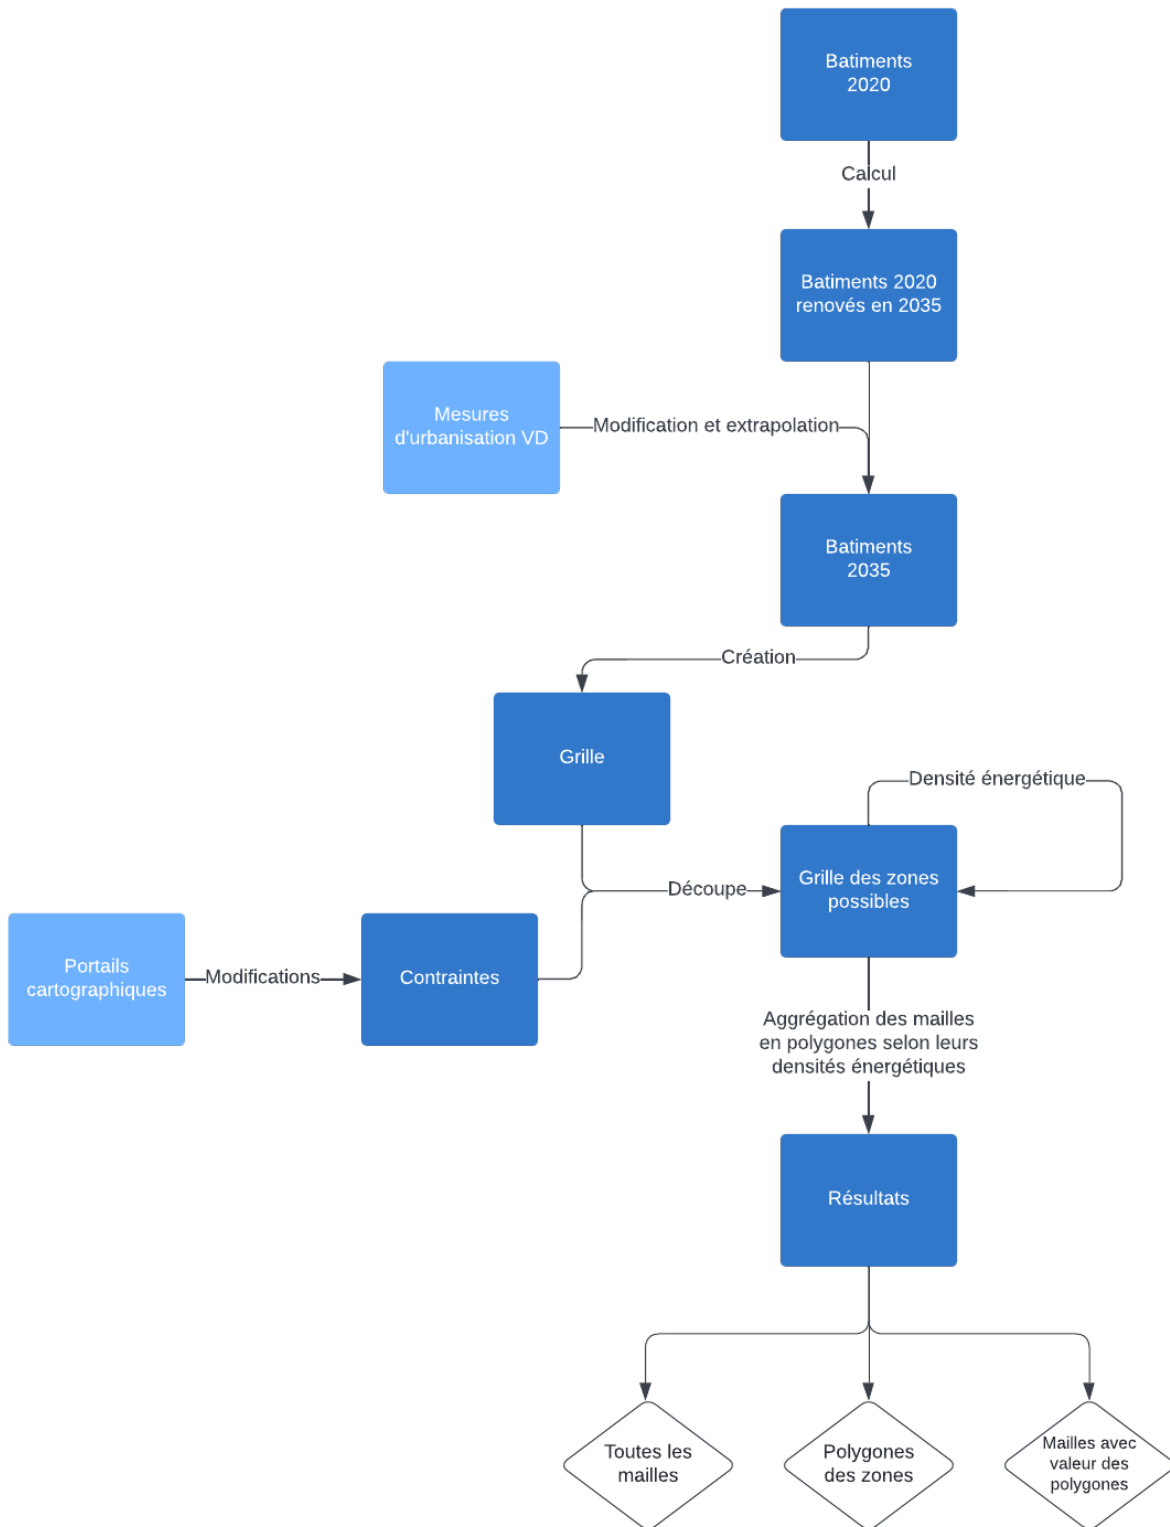 Batiments
2020
Calcul
Batiments 2020
renovés en 2035
Mesures
d'urbanisation VD
Modification et extrapolation
Batiments
2035
Création
Grille
Densité énergétique
Grille des zones
possibles
Découpe
Portails
cartographiques
Modifications
Contraintes
Aggrégation des mailles
en polygones selon leurs
densités énergétiques
Résultats
Toutes les
mailles
Polygones
des zones
Mailles avec
valeur des
polygones